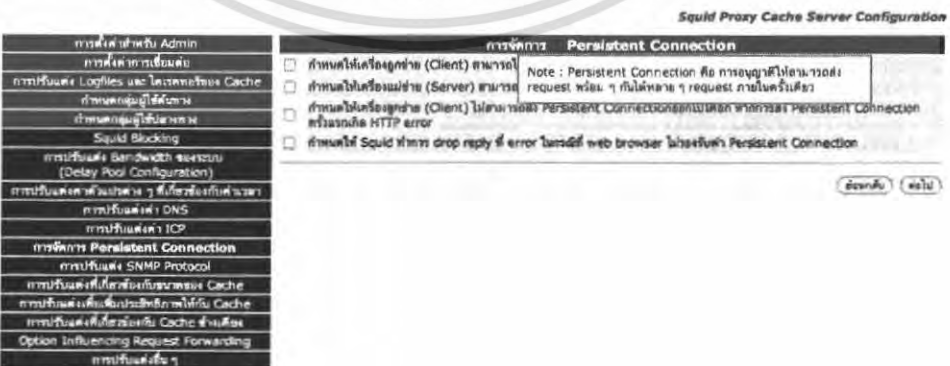 Squid Proxy Cache Server Configuration
การตั้งค่าสำหรับ Admin
การตั้งค่าการเชื่อมต่อ
การปรับแต่ง Logfiles และ ไดเรคทอรีของ Cache
กำหนดกลุ่มผู้ใช้ต้นทาง
กำหนดกลุ่มผู้ใช้ปลายทาง
Squid Blocking
การปรับแต่ง Bandwidth ของระบบ
(Delay Pool Configuration)
การปรับแต่งค่าตัวแปรต่าง ๆ ที่เกี่ยวข้องกับค่าเวลา
การปรับแต่งค่า DNS
การปรับแต่งค่า ICP
การจัดการ Persistent Connection
การปรับแต่ง SNMP Protocol
การปรับแต่งที่เกี่ยวข้องกับขนาดของ Cache
การปรับแต่งเพื่อเพิ่มประสิทธิภาพให้กับ Cache
การปรับแต่งที่เกี่ยวข้องกับ Cache ข้างเคียง
Option Influencing Request Forwarding
การปรับแต่งอื่น ๆ
การจัดการ Persistent Connection
กำหนดให้เครื่องลูกข่าย (Client) สามารถ
กำหนดให้เครื่องแม่ข่าย (Server) สามารถ
Note : Persistent Connection คือ การอนุญาติให้สามารถส่ง
request พร้อม ๆ กันได้หลาย ๆ request ภายในครั้งเดียว
กำหนดให้เครื่องลูกข่าย (Client) ไม่สามารถส่ง Persistent Connection หากการส่ง Persistent Connection
ครั้งแรกเกิด HTTP error
กำหนดให้ Squid ทำการ drop reply ที่ error ในกรณีที่ web browser ไม่รองรับค่า Persistent Connection
ย้อนกลับ ต่อไป